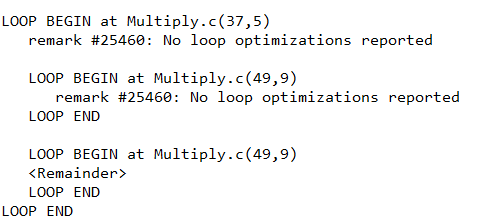 LOOP BEGIN at Multiply.c(37,5)
remark #25460: No loop optimizations reported
LOOP BEGIN at Multiply.c(49,9)
remark #25460: No loop optimizations reported
LOOP END
LOOP BEGIN at Multiply.c(49,9)
<Remainder>
LOOP END
LOOP END